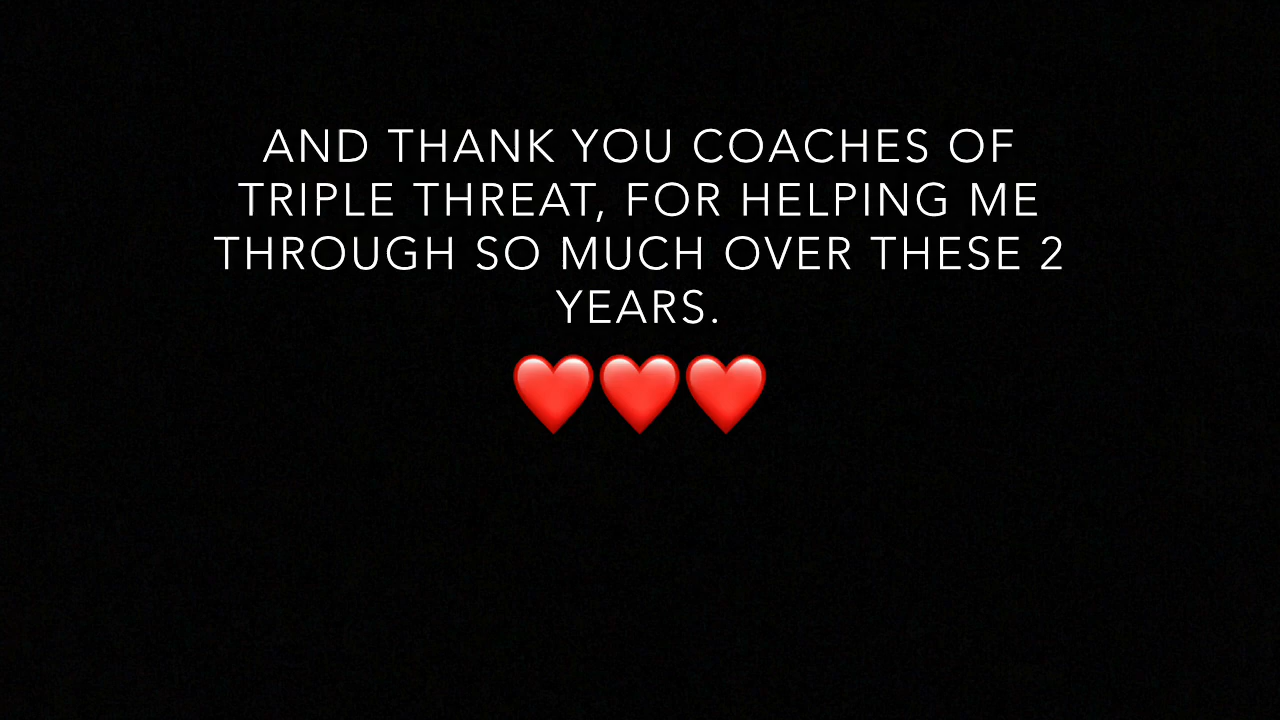 AND THANK YOU COACHES OF
TRIPLE THREAT, FOR HELPING ME
THROUGH SO MUCH OVER THESE 2
YEARS.
❤️❤️❤️